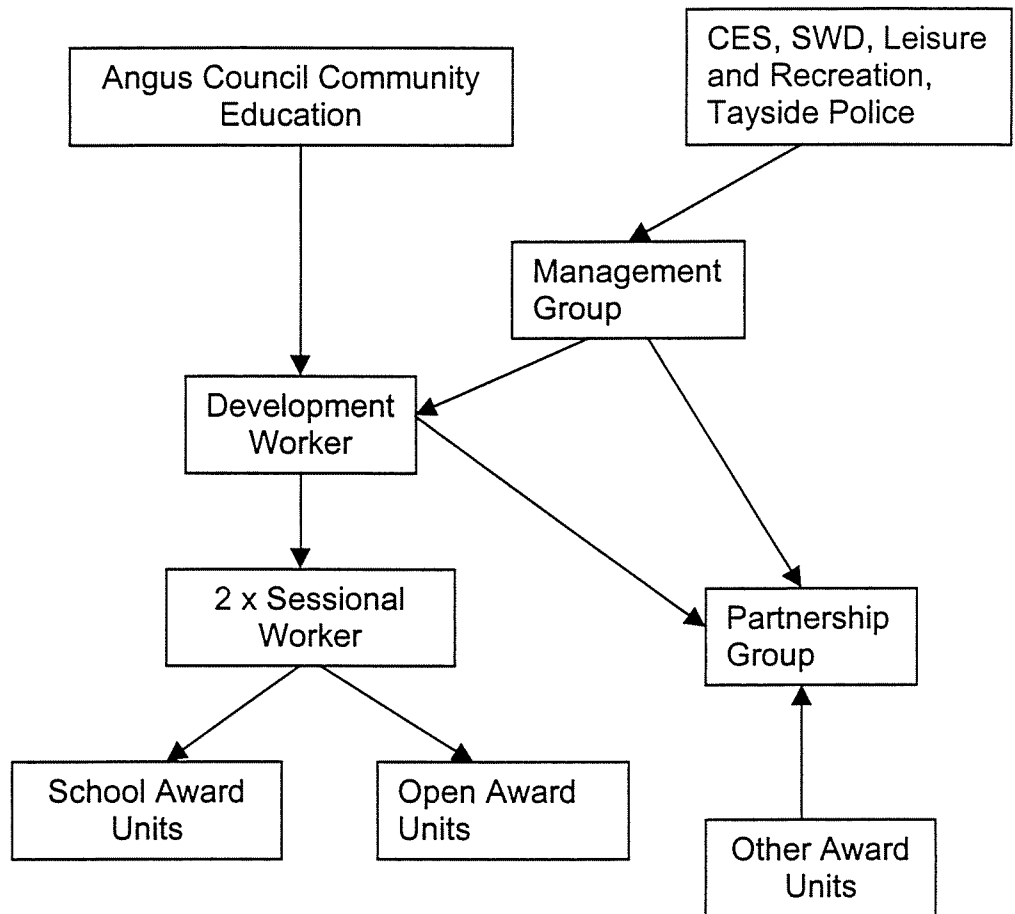 Angus Council Community
Education
CES, SWD, Leisure
and Recreation,
Tayside Police
Management
Group
Development
Worker
2 x Sessional
Worker
Partnership
Group
School Award
Units
Open Award
Units
Other Award
Units